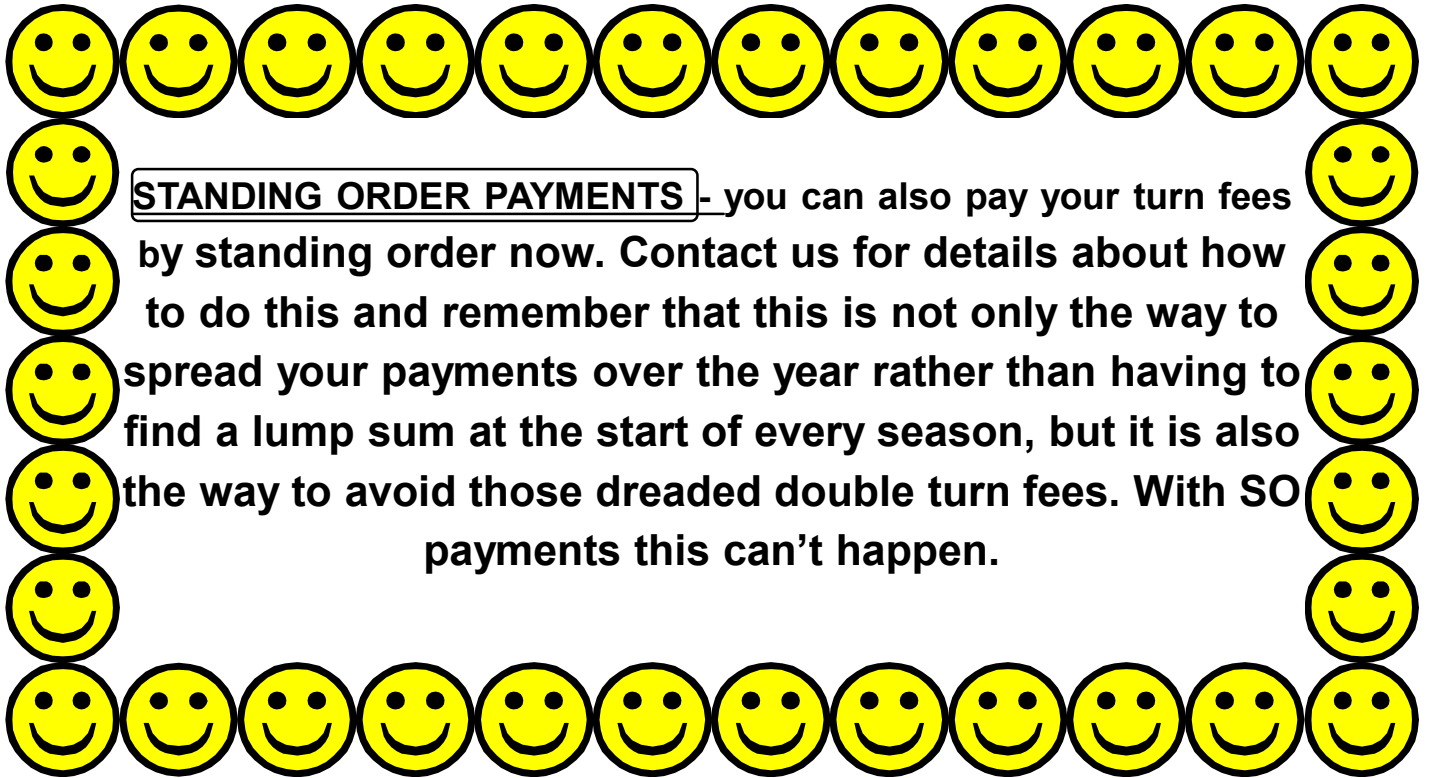 STANDING ORDER PAYMENTS - you can also pay your turn fees
by standing order now. Contact us for details about how
to do this and remember that this is not only the way to
spread your payments over the year rather than having to
find a lump sum at the start of every season, but it is also
the way to avoid those dreaded double turn fees. With SO
payments this can’t happen.